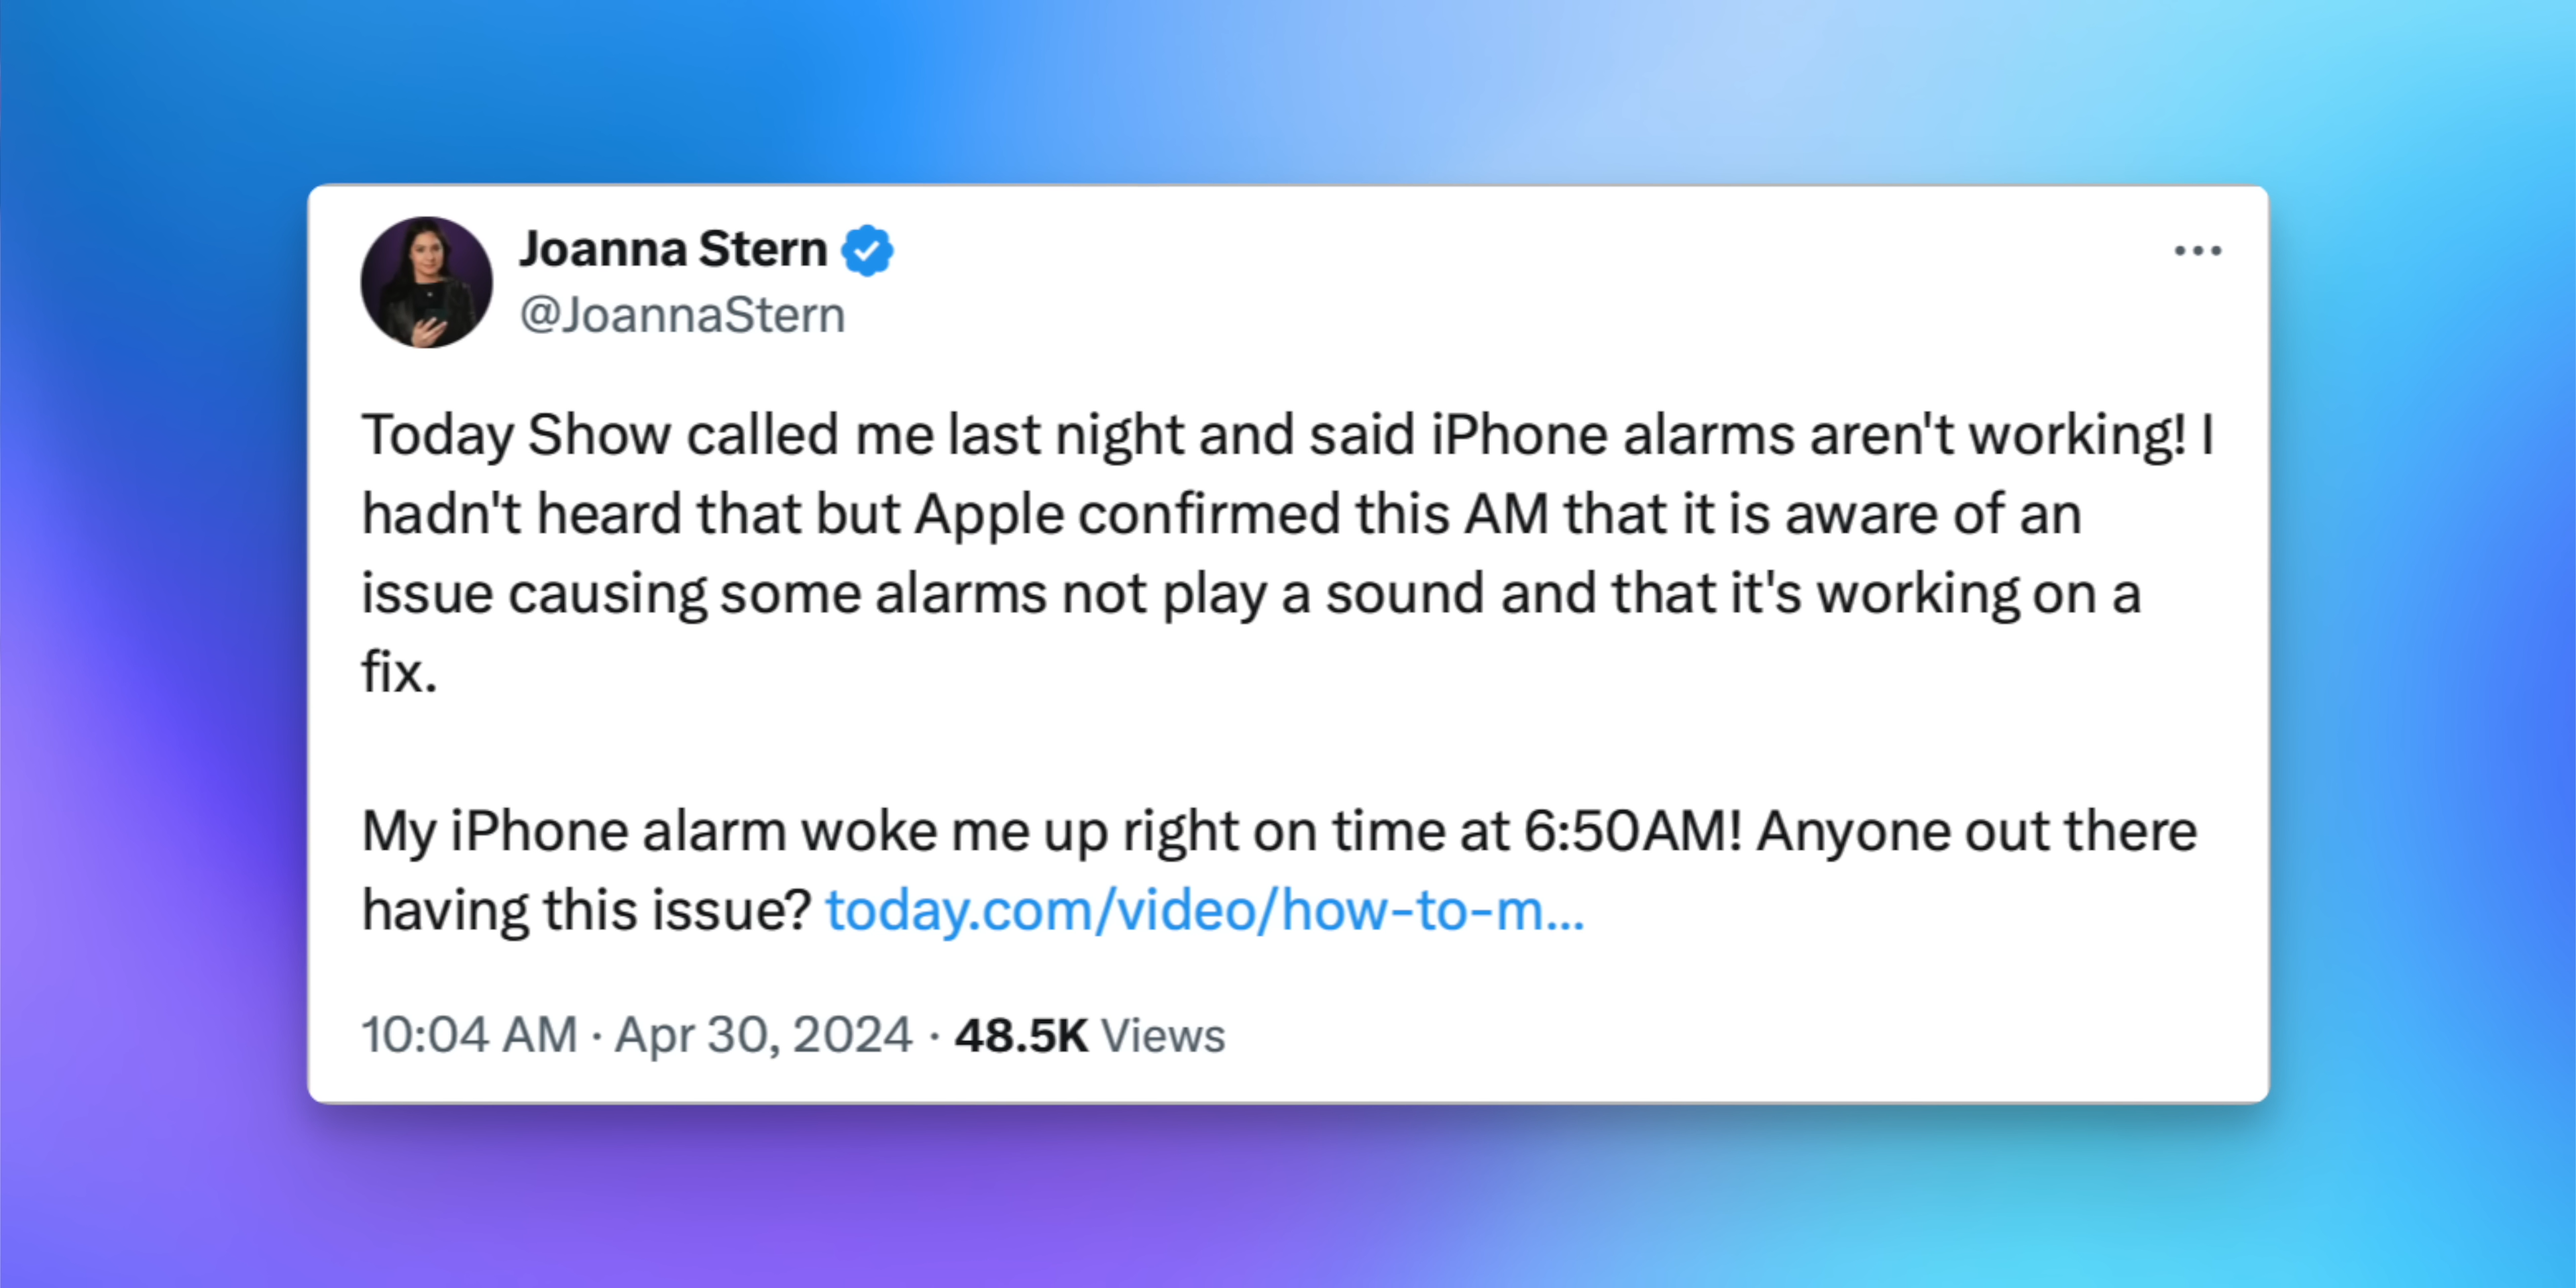 Joanna Stern
@JoannaStern
Today Show called me last night and said iPhone alarms aren't working! I
hadn't heard that but Apple confirmed this AM that it is aware of an
issue causing some alarms not play a sound and that it's working on a
fix.
My iPhone alarm woke me up right on time at 6:50AM! Anyone out there
having this issue? today.com/video/how-to-m...
10:04 AM · Apr 30, 2024 · 48.5K Views